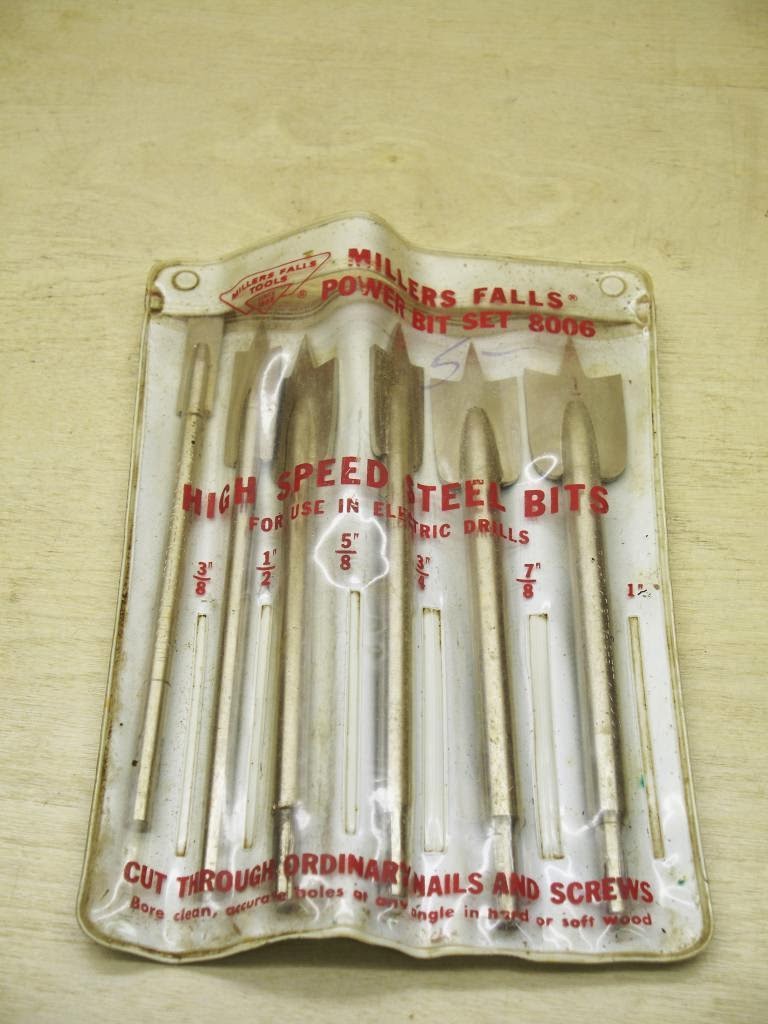 MILLERS FALLS
TOOLS
®
MILLERS FALLS®
POWER BIT SET 8006
5-
HIGH SPEED STEEL BITS
FOR USE IN ELECTRIC DRILLS
3/8" 1/2" 5/8" 3/4" 7/8" 1"
CUT THROUGH ORDINARY NAILS AND SCREWS
Bore clean, accurate holes at any angle in hard or soft wood